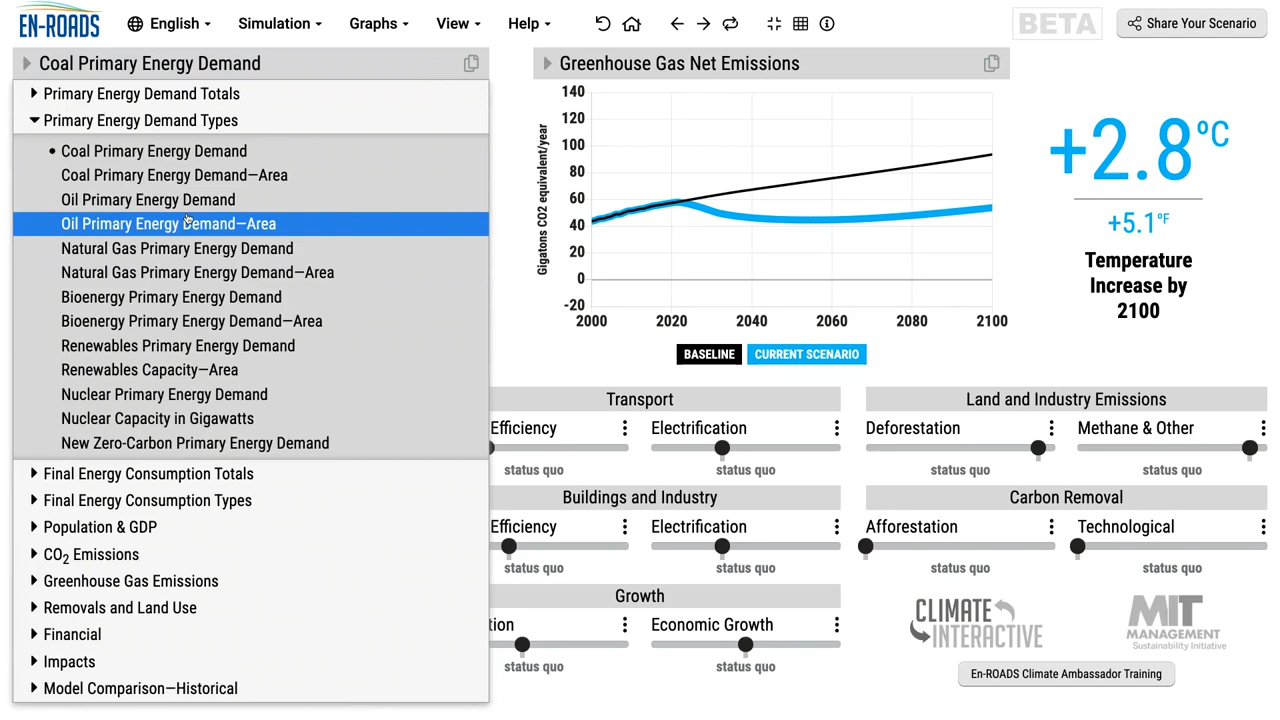 EN-ROADS
English
Simulation
Graphs
View
Help
BETA
Share Your Scenario
Coal Primary Energy Demand
Primary Energy Demand Totals
Primary Energy Demand Types
Coal Primary Energy Demand
Coal Primary Energy Demand—Area
Oil Primary Energy Demand
Oil Primary Energy Demand—Area
Natural Gas Primary Energy Demand
Natural Gas Primary Energy Demand—Area
Bioenergy Primary Energy Demand
Bioenergy Primary Energy Demand—Area
Renewables Primary Energy Demand
Renewables Capacity—Area
Nuclear Primary Energy Demand
Nuclear Capacity in Gigawatts
New Zero-Carbon Primary Energy Demand
Final Energy Consumption Totals
Final Energy Consumption Types
Population & GDP
CO2 Emissions
Greenhouse Gas Emissions
Removals and Land Use
Financial
Impacts
Model Comparison—Historical
Greenhouse Gas Net Emissions
Gigatons CO2 equivalent/year
140
120
100
80
60
40
20
0
-20
2000 2020 2040 2060 2080 2100
BASELINE
CURRENT SCENARIO
+2.8°C
+5.1°F
Temperature
Increase by
2100
Transport
Efficiency
status quo
Electrification
status quo
Buildings and Industry
Efficiency
status quo
Electrification
status quo
Growth
tion
status quo
Economic Growth
status quo
Land and Industry Emissions
Deforestation
status quo
Methane & Other
status quo
Carbon Removal
Afforestation
status quo
Technological
status quo
CLIMATE
INTERACTIVE
MIT
MANAGEMENT
Sustainability Initiative
En-ROADS Climate Ambassador Training